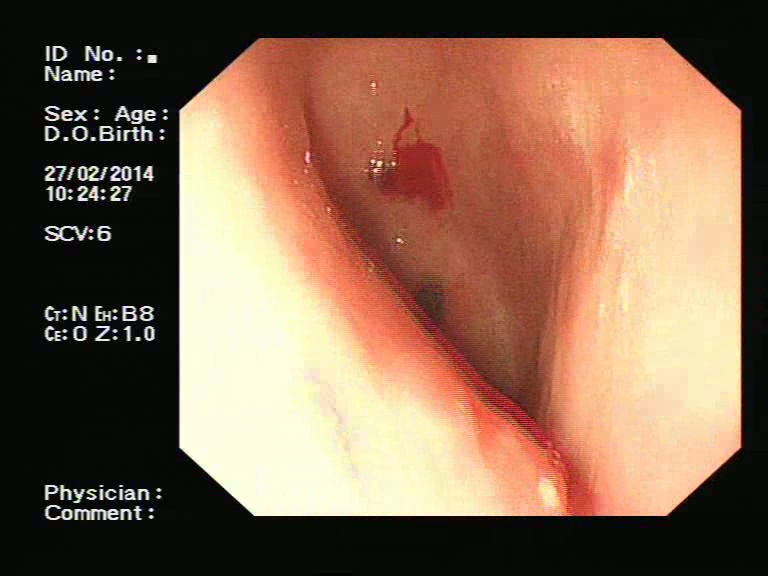 ID No. :
Name:
Sex: Age:
D.O.Birth:
27/02/2014
10:24:27
SCV:6
CT:N EH:B8
CE:0 Z:1.0
Physician:
Comment: